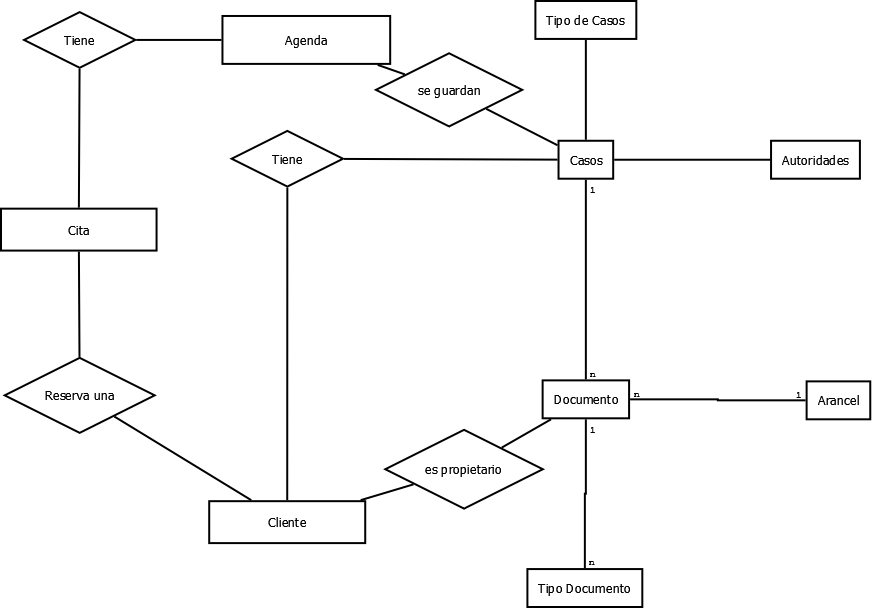 Tipo de Casos
Tiene
Agenda
se guardan
Tiene
Casos
Autoridades
1
Cita
n
Reserva una
Documento
n
1
Arancel
1
es propietario
Cliente
n
Tipo Documento